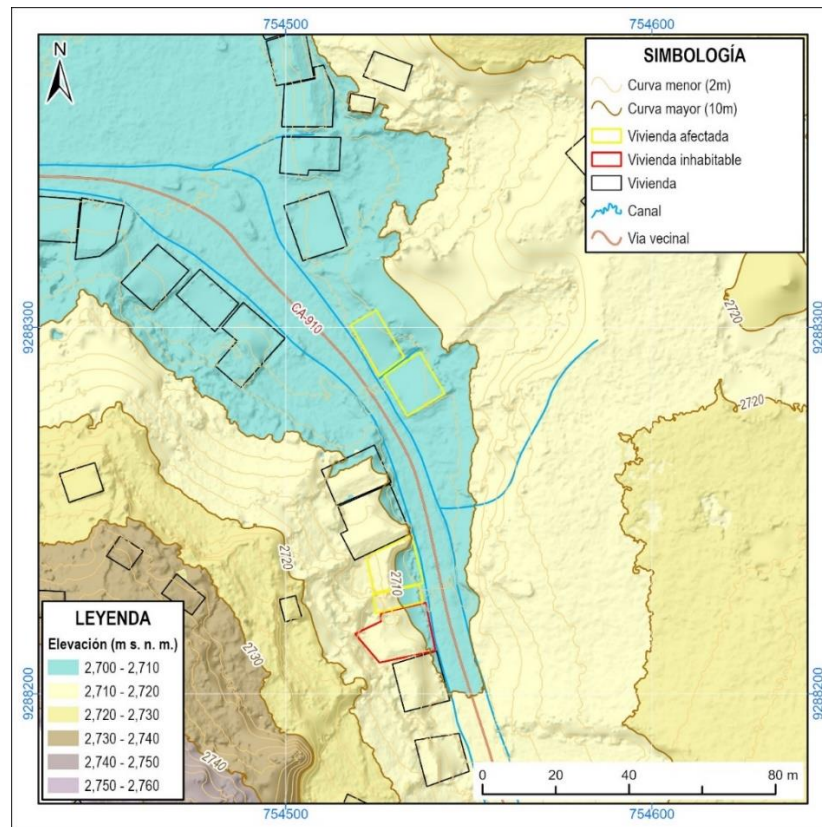 754500
754600
N
SIMBOLOGÍA
Curva menor (2m)
Curva mayor (10m)
Vivienda afectada
Vivienda inhabitable
Vivienda
Canal
Via vecinal
9288300
9288300
CA-910
2720
2720
2720
2710
2730
2740
LEYENDA
Elevación (m s. n. m.)
2,700 - 2,710
2,710 - 2,720
2,720 - 2,730
2,730 - 2,740
2,740 - 2,750
2,750 - 2,760
9288200
9288200
0 20 40 60 80 m
754500
754600